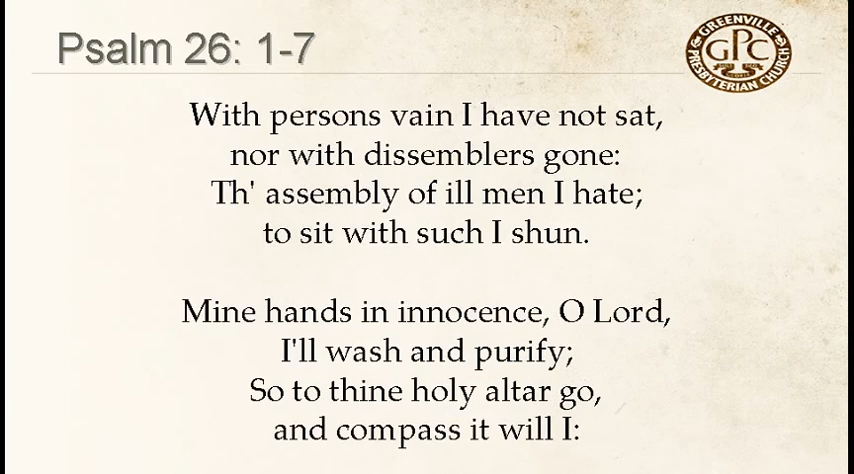 Psalm 26: 1-7
GREENVILLE
GPC
PRESBYTERIAN CHURCH
With persons vain I have not sat,
nor with dissemblers gone:
Th' assembly of ill men I hate;
to sit with such I shun.
Mine hands in innocence, O Lord,
I'll wash and purify;
So to thine holy altar go,
and compass it will I: